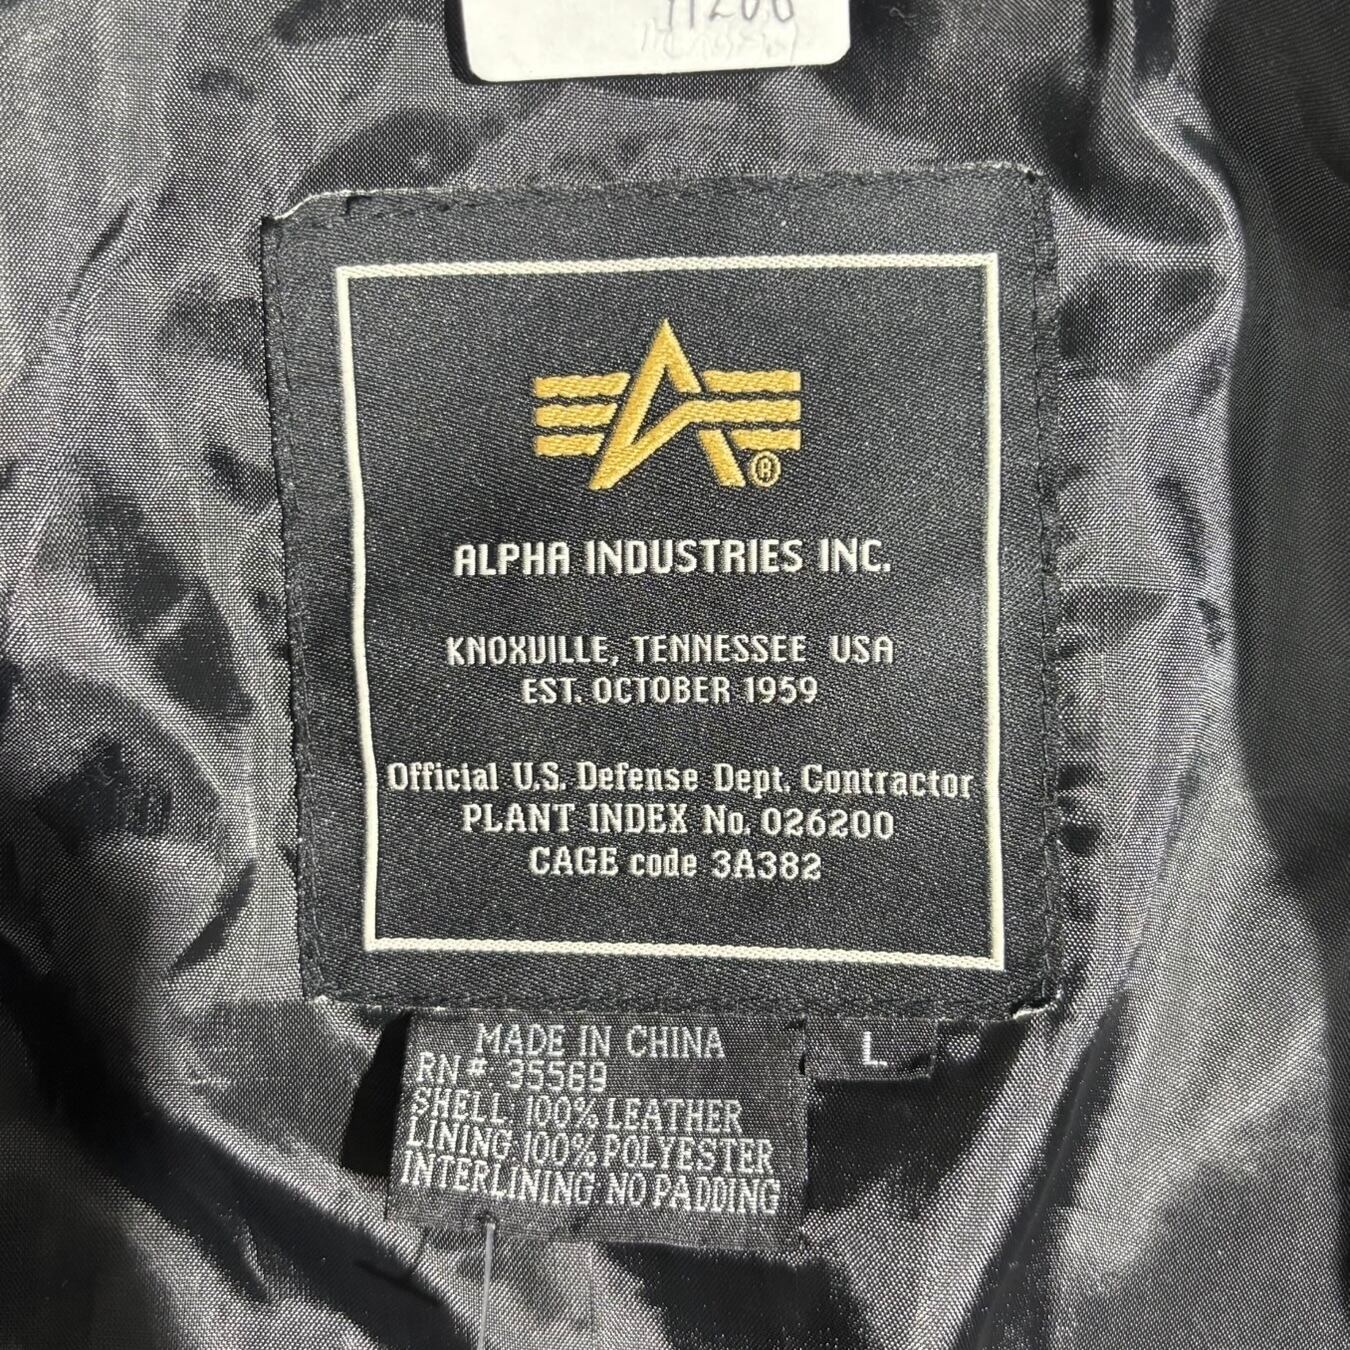 ALPHA INDUSTRIES INC.
KNOXVILLE, TENNESSEE USA
EST. OCTOBER 1959
Official U.S. Defense Dept. Contractor
PLANT INDEX No. 026200
CAGE code 3A382
MADE IN CHINA
L
RN# 35569
SHELL 100% LEATHER
LINING 100% POLYESTER
INTERLINING NO PADDING